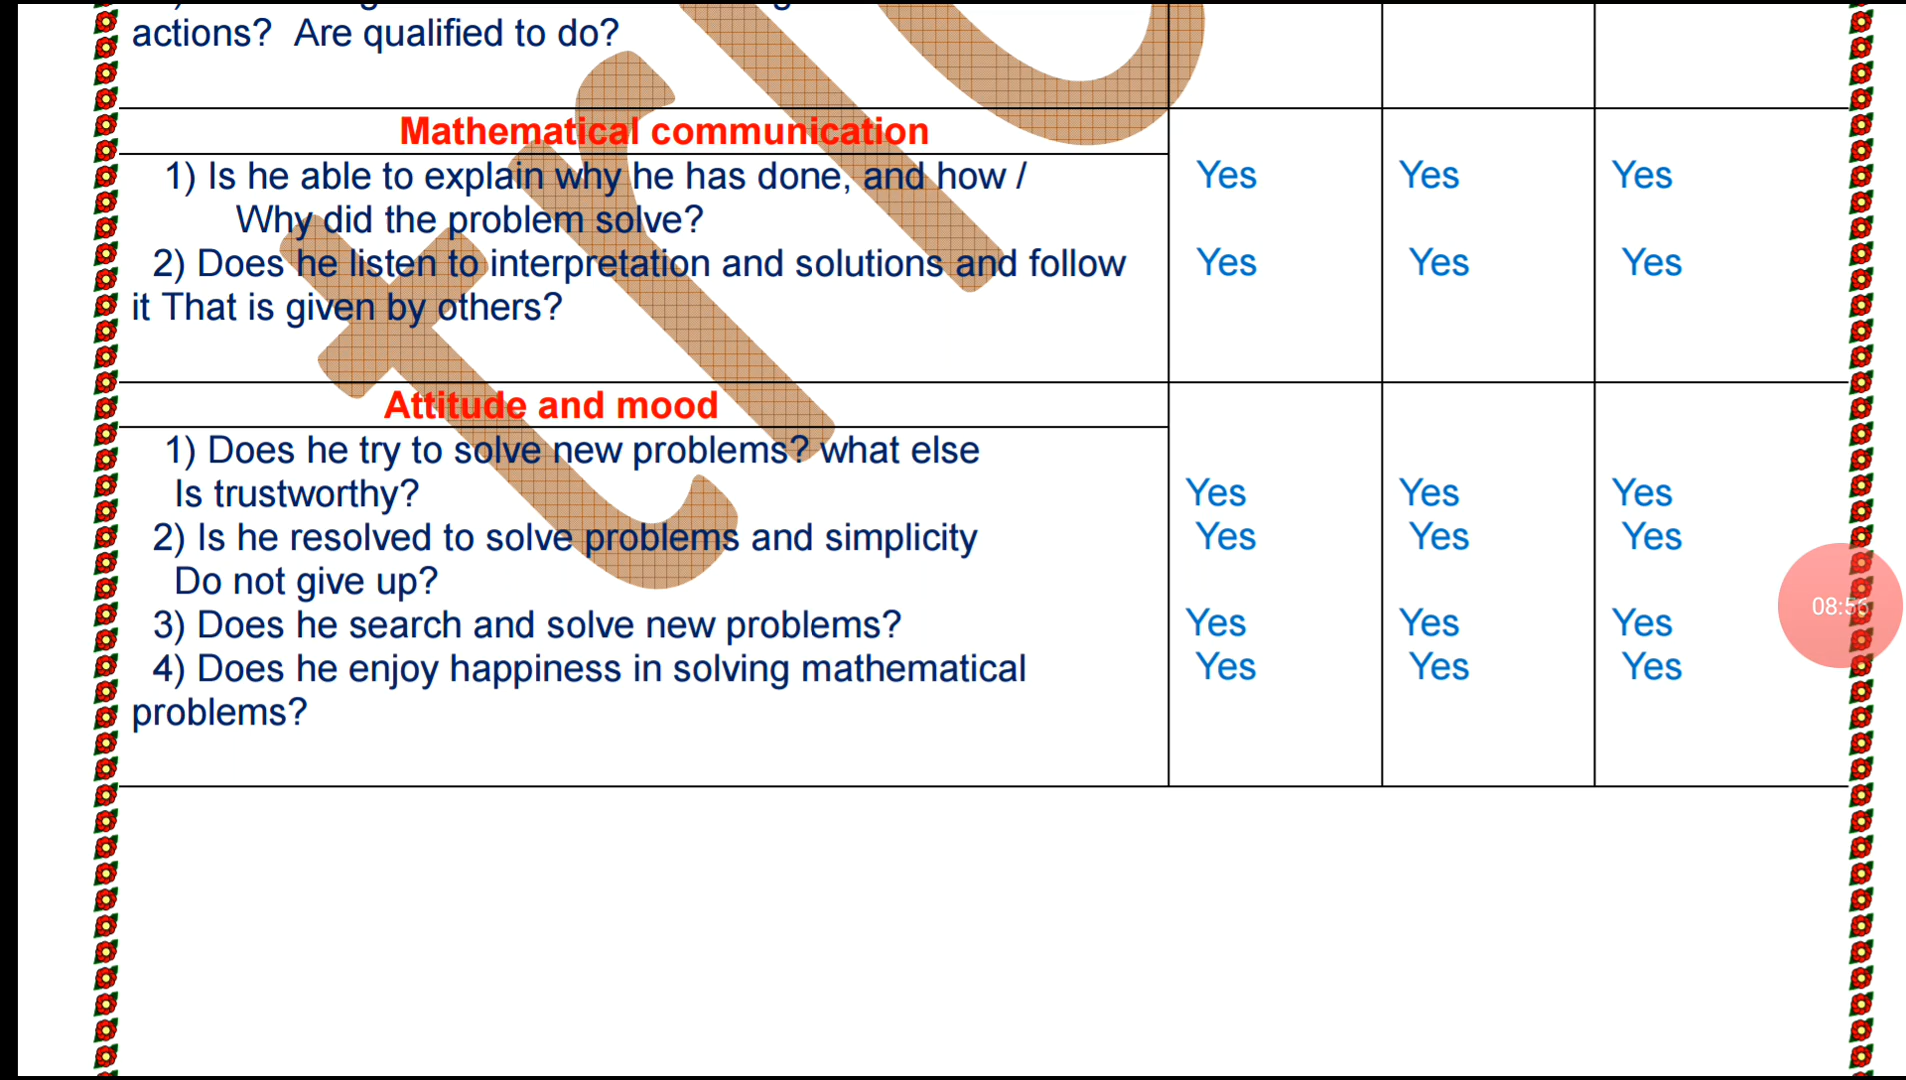 actions?  Are qualified to do?
Mathematical communication
1) Is he able to explain why he has done, and how / Yes Yes Yes
Why did the problem solve?
2) Does he listen to interpretation and solutions and follow Yes Yes Yes
it That is given by others?
Attitude and mood
1) Does he try to solve new problems? what else
Is trustworthy? Yes Yes Yes
2) Is he resolved to solve problems and simplicity Yes Yes Yes
Do not give up?
3) Does he search and solve new problems? Yes Yes Yes
4) Does he enjoy happiness in solving mathematical Yes Yes Yes
problems?
08:56